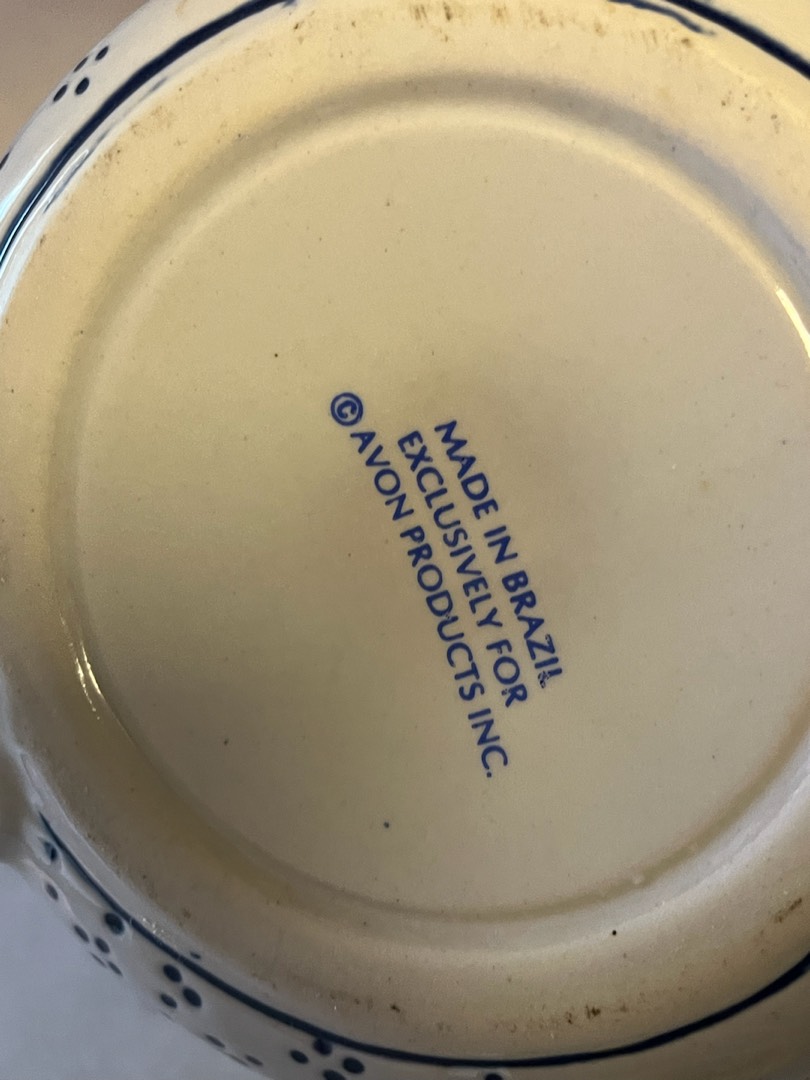 MADE IN BRAZIL
EXCLUSIVELY FOR
© AVON PRODUCTS INC.